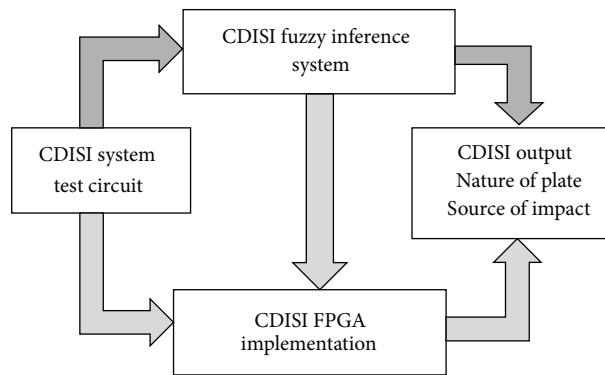 CDISI fuzzy inference
system
CDISI system
test circuit
CDISI output
Nature of plate
Source of impact
CDISI FPGA
implementation